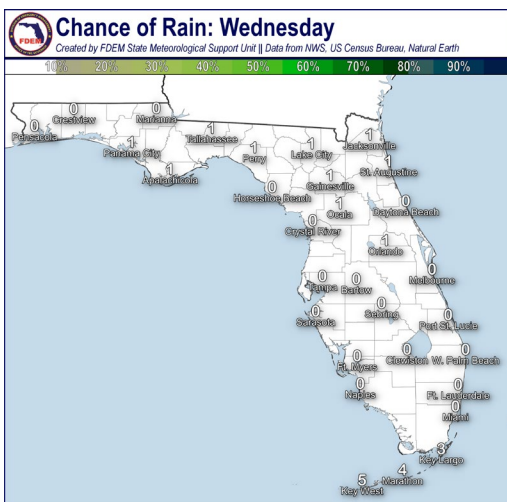 Chance of Rain: Wednesday
FDEM
Created by FDEM State Meteorological Support Unit || Data from NWS, US Census Bureau, Natural Earth
10% 20% 30% 40% 50% 60% 70% 80% 90%
0
Crestview
0
Marianna
0
Pensacola
1
Tallahassee
1
Panama City
1
Perry
1
Lake City
1
Jacksonville
1
Apalachicola
1
St. Augustine
1
Gainesville
0
Horseshoe Beach
1
Ocala
0
Daytona Beach
0
Crystal River
1
Orlando
0
Tampa
0
Bartow
0
Melbourne
0
Sebring
0
Sarasota
0
Port St. Lucie
0
Ft. Myers
0
Clewiston
0
W. Palm Beach
0
Naples
0
Ft. Lauderdale
0
Miami
3
Key Largo
4
Marathon
5
Key West